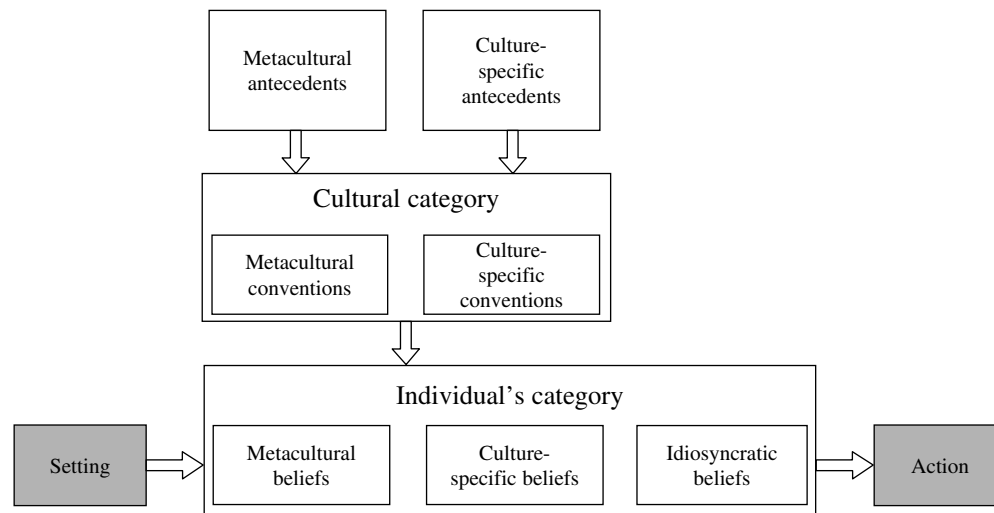 Metacultural
antecedents
Culture-
specific
antecedents
Cultural category
Metacultural
conventions
Culture-
specific
conventions
Individual's category
Setting
Metacultural
beliefs
Culture-
specific beliefs
Idiosyncratic
beliefs
Action